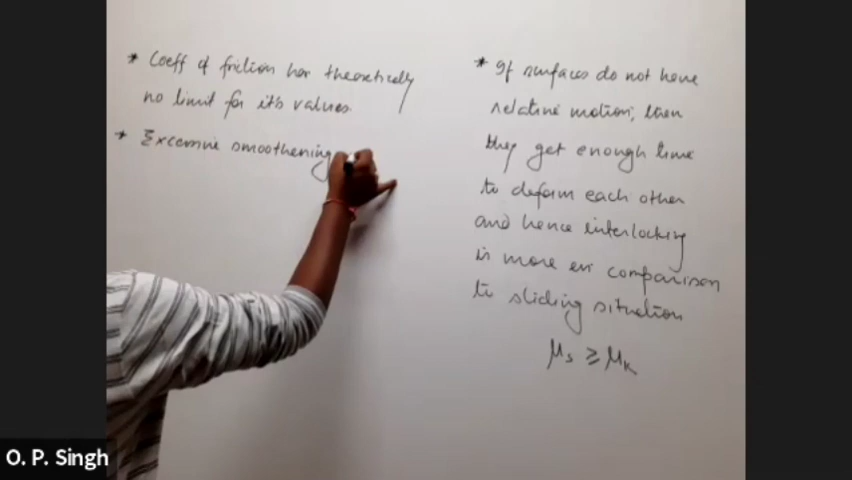 * Coeff of friction has theoretically
no limit for it's values
* Excessive smoothening
* If surfaces do not have
relative motion, then
they get enough time
to deform each other
and hence interlocking
is more in comparison
to sliding situation
μs ≥ μk
O. P. Singh